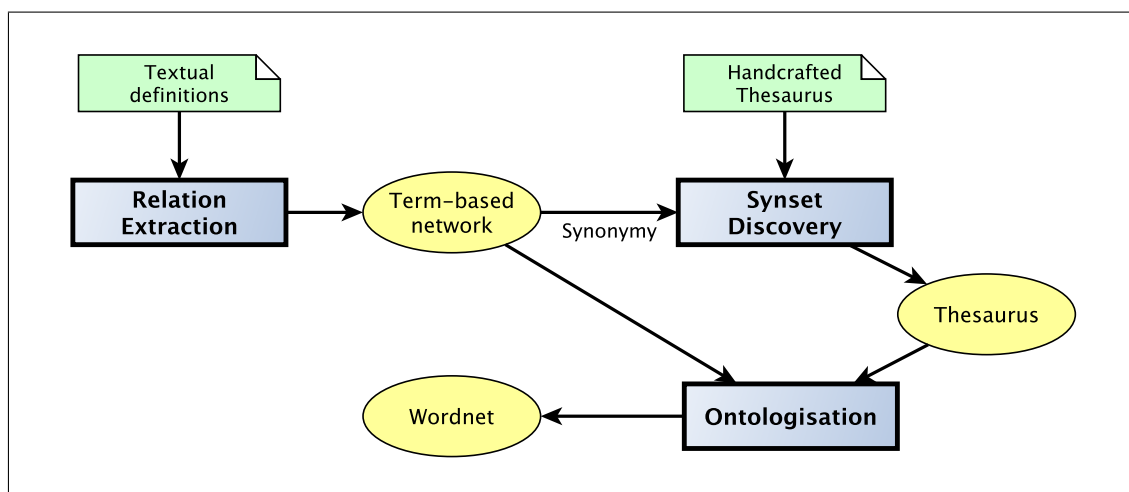 Textual
definitions
Handcrafted
Thesaurus
Relation
Extraction
Term-based
network
Synonymy
Synset
Discovery
Thesaurus
Wordnet
Ontologisation